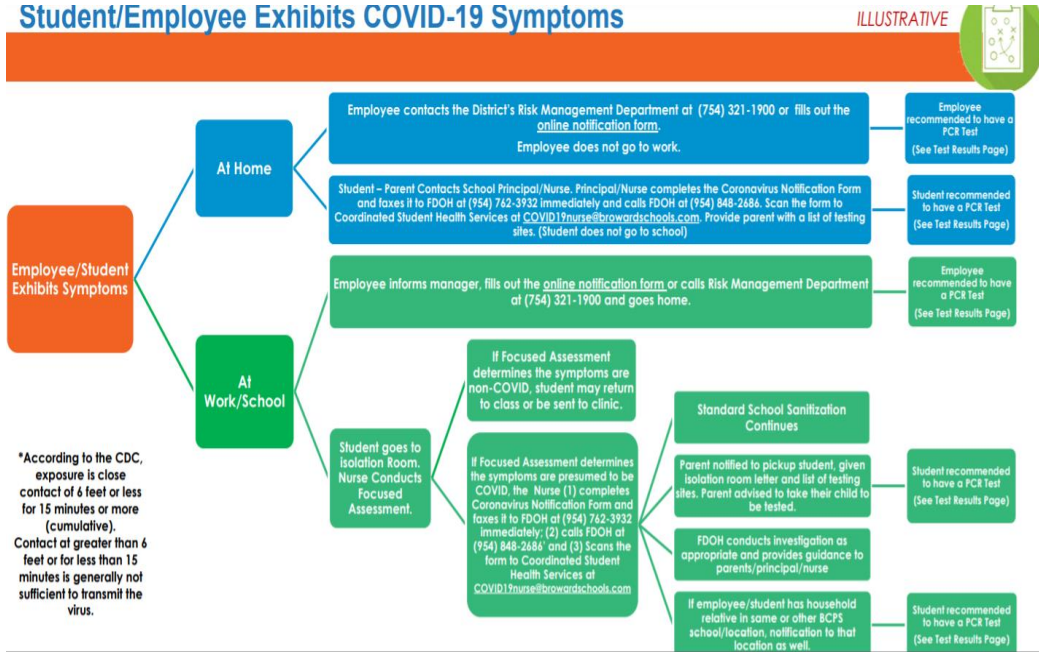 Student/Employee Exhibits COVID-19 Symptoms
ILLUSTRATIVE
Employee/Student
Exhibits Symptoms
At Home
Employee contacts the District's Risk Management Department at (754) 321-1900 or fills out the
online notification form.
Employee does not go to work.
Employee
recommended to have a
PCR Test
(See Test Results Page)
Student – Parent Contacts School Principal/Nurse. Principal/Nurse completes the Coronavirus Notification Form
and faxes it to FDOH at (954) 762-3932 immediately and calls FDOH at (954) 848-2686. Scan the form to
Coordinated Student Health Services at COVID19nurse@browardschools.com. Provide parent with a list of testing
sites. (Student does not go to school)
Student recommended
to have a PCR Test
(See Test Results Page)
At
Work/School
Employee informs manager, fills out the online notification form or calls Risk Management Department
at (754) 321-1900 and goes home.
Employee
recommended to have
a PCR Test
(See Test Results Page)
Student goes to
isolation Room.
Nurse Conducts
Focused
Assessment.
If Focused Assessment
determines the symptoms are
non-COVID, student may return
to class or be sent to clinic.
If Focused Assessment determines
the symptoms are presumed to be
COVID, the Nurse (1) completes
Coronavirus Notification Form and
faxes it to FDOH at (954) 762-3932
immediately; (2) calls FDOH at
(954) 848-2686' and (3) Scans the
form to Coordinated Student
Health Services at
COVID19nurse@browardschools.com
Standard School Sanitization
Continues
Parent notified to pickup student, given
isolation room letter and list of testing
sites. Parent advised to take their child to
be tested.
Student recommended
to have a PCR Test
(See Test Results Page)
FDOH conducts investigation as
appropriate and provides guidance to
parents/principal/nurse
If employee/student has household
relative in same or other BCPS
school/location, notification to that
location as well.
Student recommended
to have a PCR Test
(See Test Results Page)
*According to the CDC,
exposure is close
contact of 6 feet or less
for 15 minutes or more
(cumulative).
Contact at greater than 6
feet or for less than 15
minutes is generally not
sufficient to transmit the
virus.